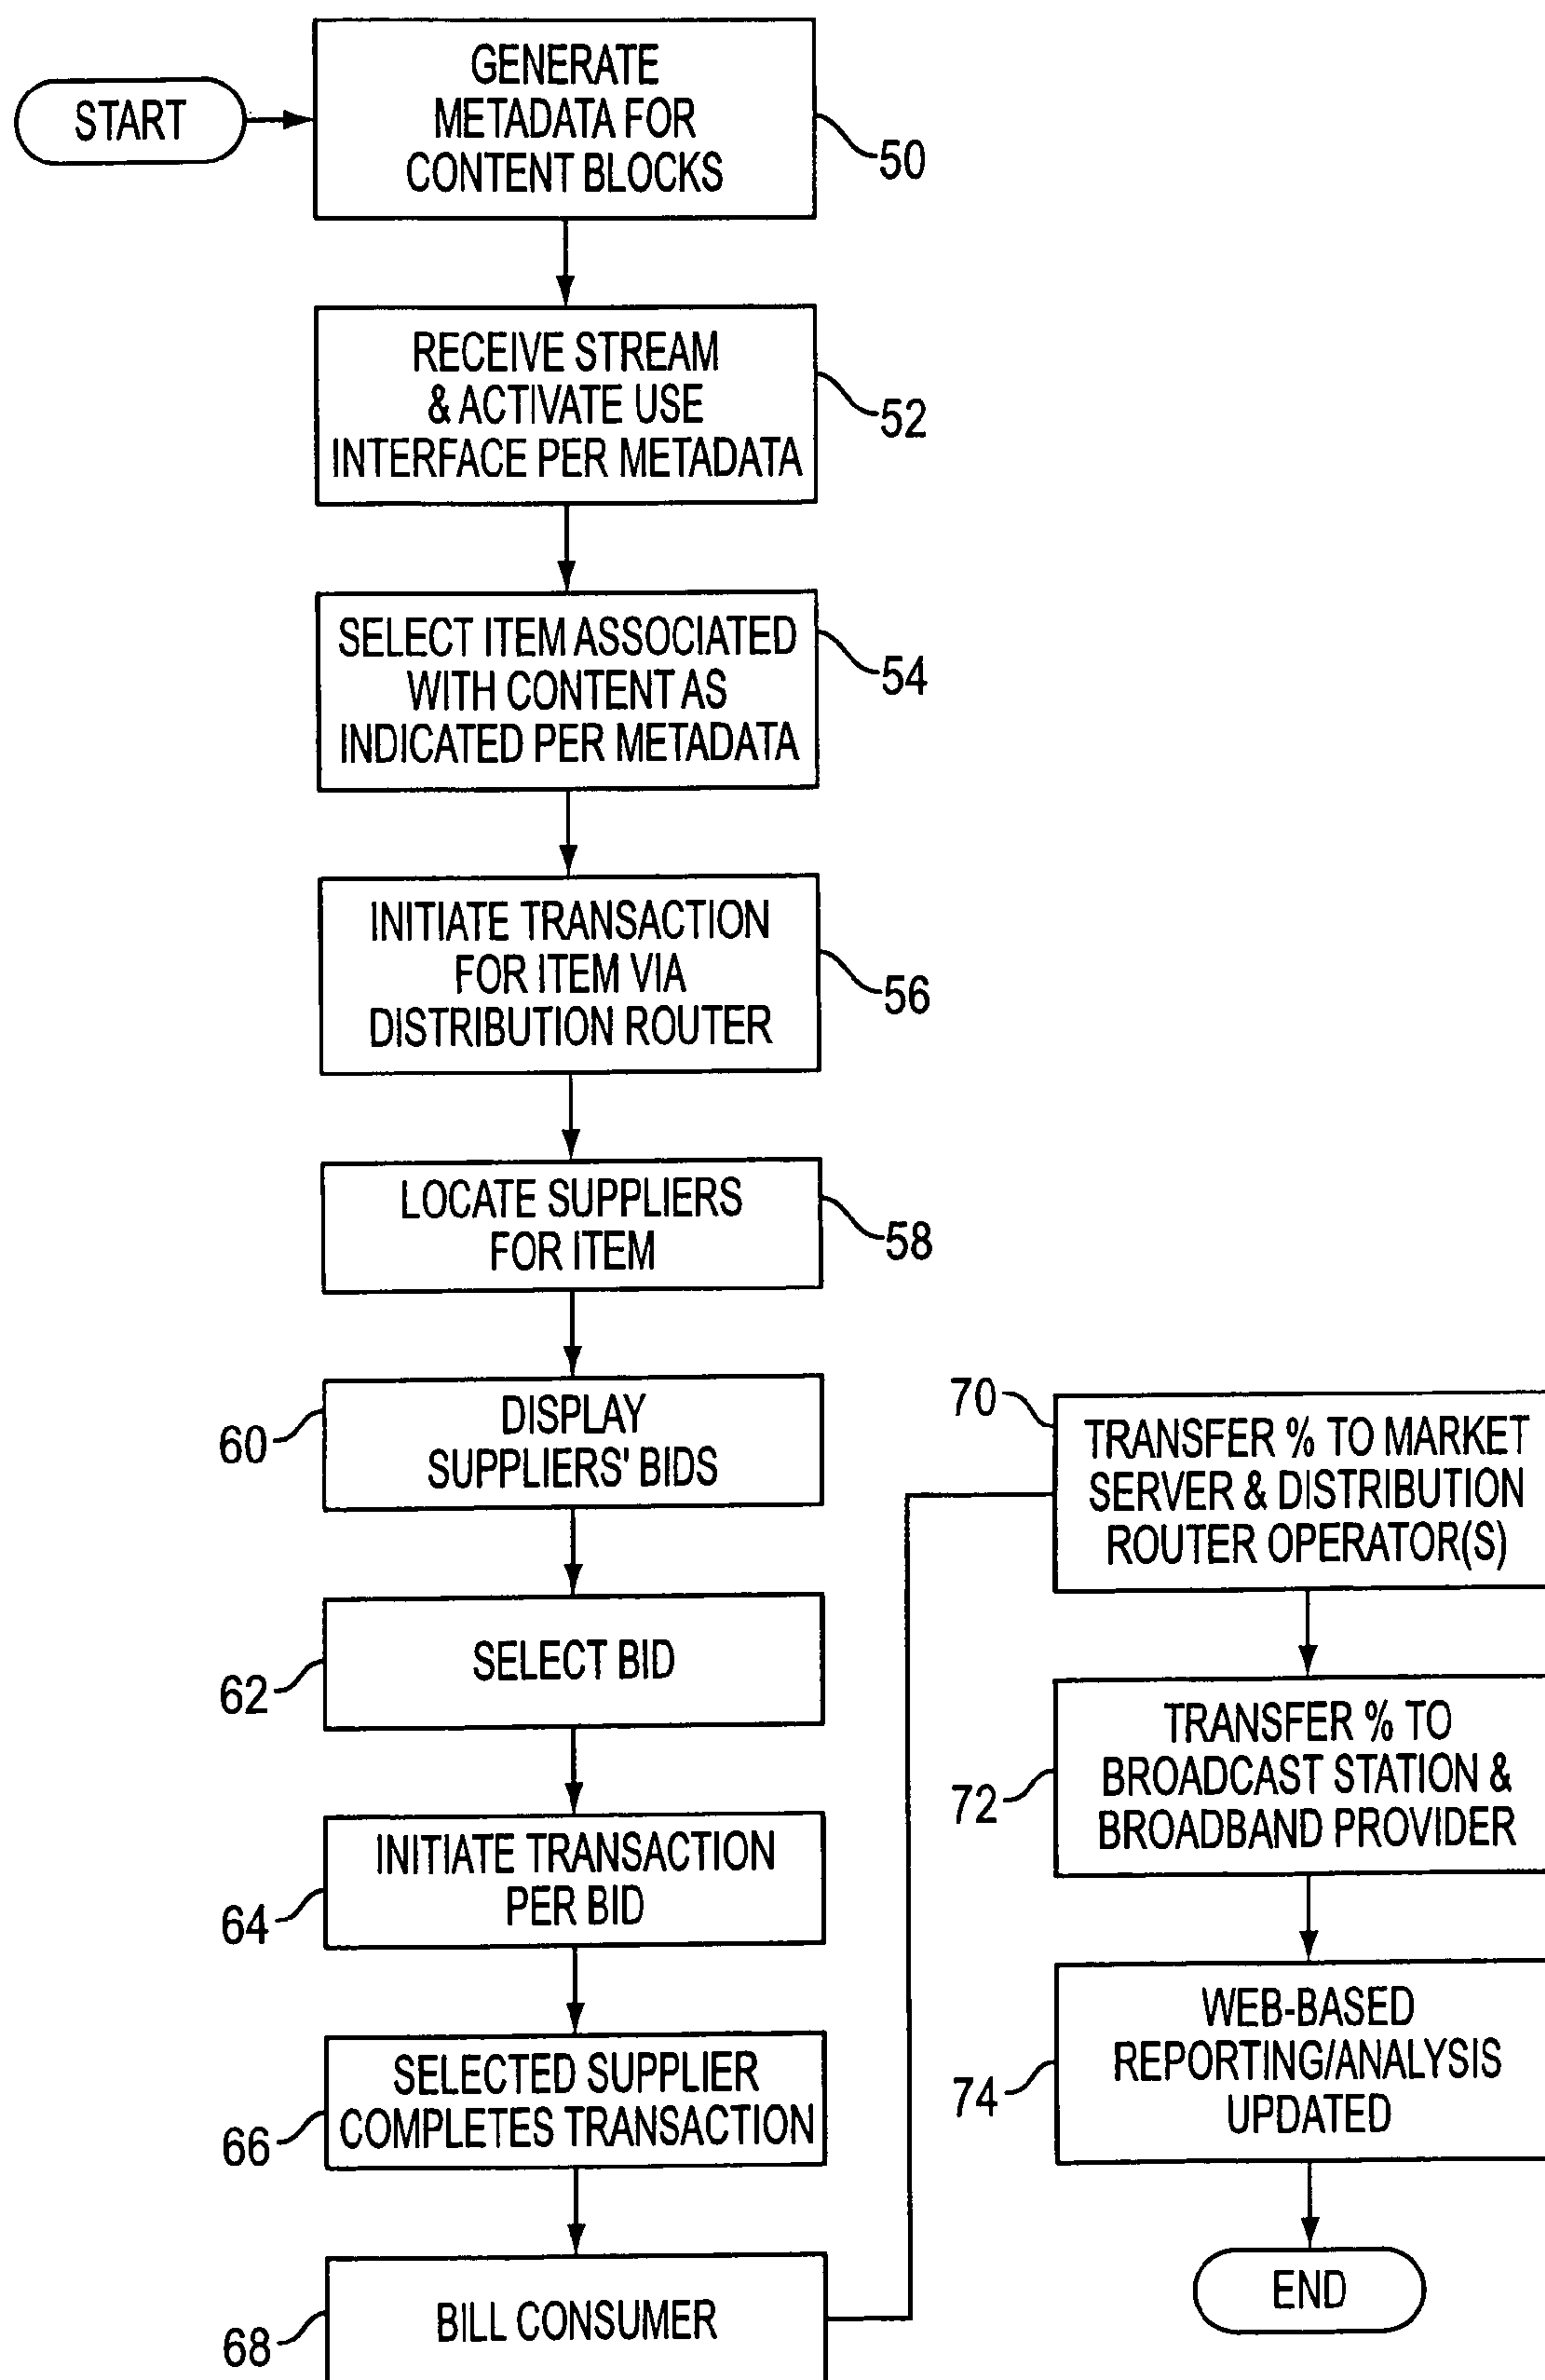 START
GENERATE
METADATA FOR
CONTENT BLOCKS
50
RECEIVE STREAM
& ACTIVATE USE
INTERFACE PER METADATA
52
SELECT ITEM ASSOCIATED
WITH CONTENT AS
INDICATED PER METADATA
54
INITIATE TRANSACTION
FOR ITEM VIA
DISTRIBUTION ROUTER
56
LOCATE SUPPLIERS
FOR ITEM
58
DISPLAY
SUPPLIERS' BIDS
60
SELECT BID
62
INITIATE TRANSACTION
PER BID
64
SELECTED SUPPLIER
COMPLETES TRANSACTION
66
BILL CONSUMER
68
70
TRANSFER % TO MARKET
SERVER & DISTRIBUTION
ROUTER OPERATOR(S)
TRANSFER % TO
BROADCAST STATION &
BROADBAND PROVIDER
72
WEB-BASED
REPORTING/ANALYSIS
UPDATED
74
END